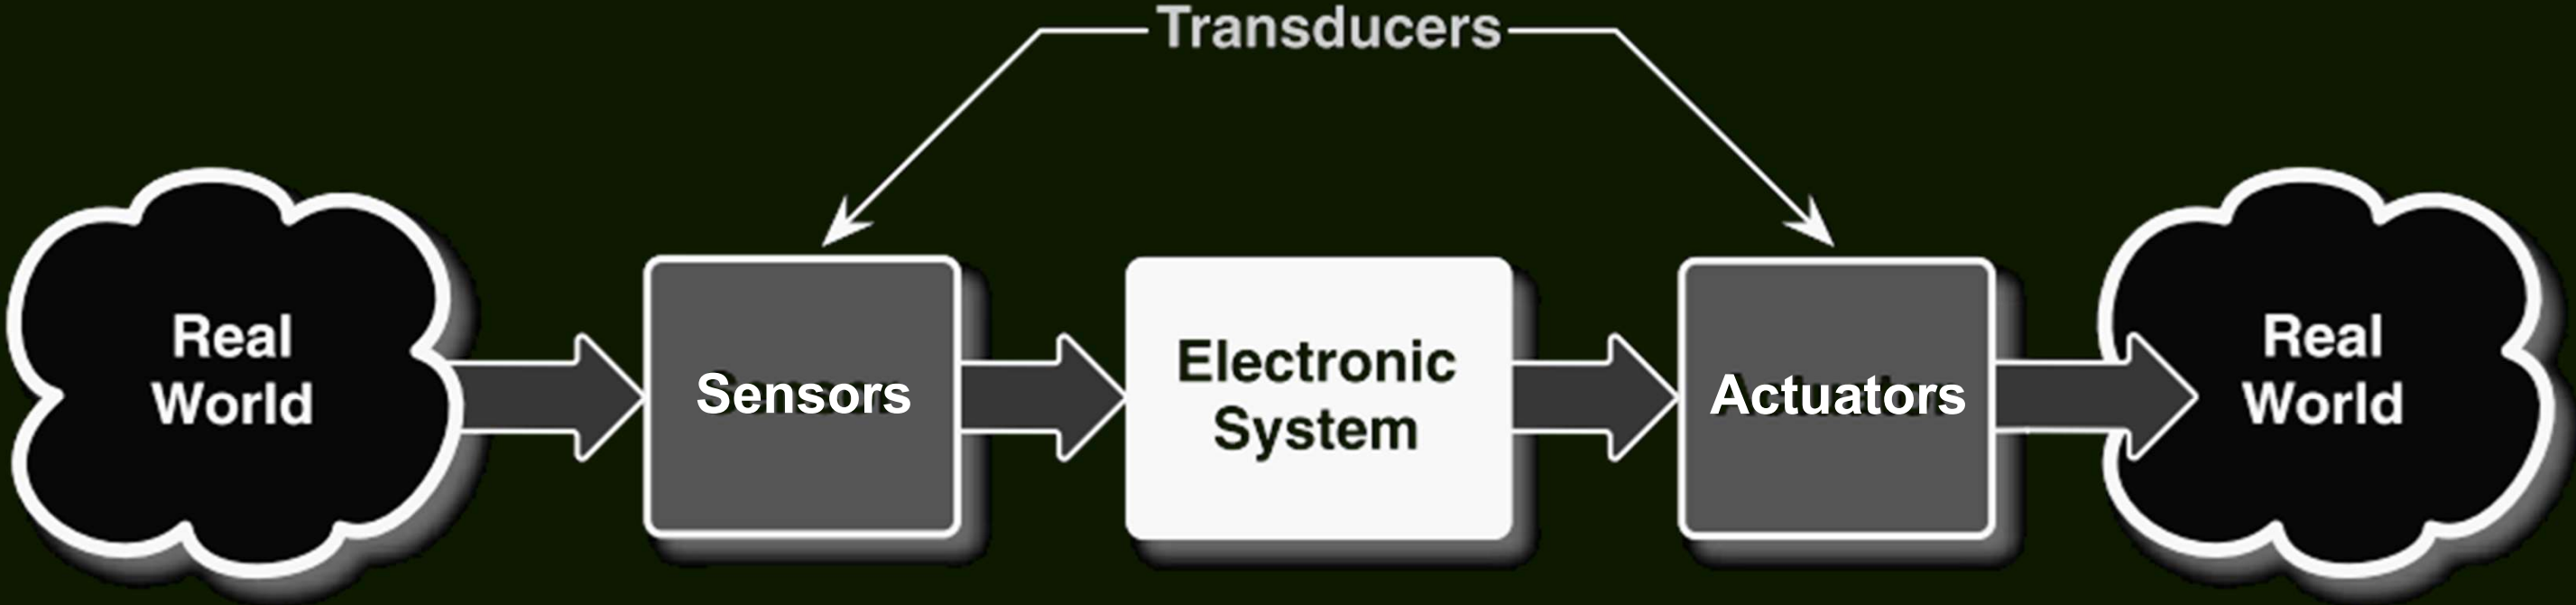 Transducers
Real
World
Sensors
Electronic
System
Actuators
Real
World